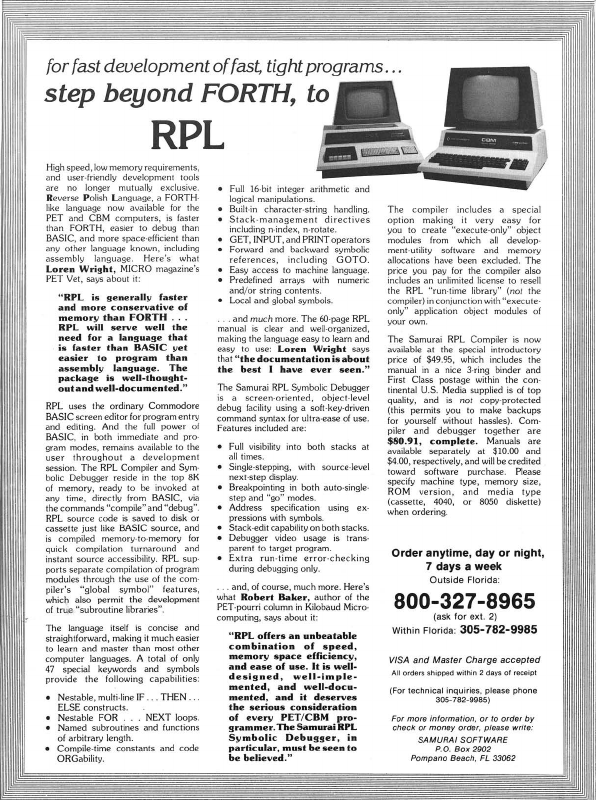 for fast development of fast, tight programs...
step beyond FORTH, to
RPL
CBM
High speed, low memory requirements,
and user-friendly development tools
are no longer mutually exclusive.
Reverse Polish Language, a FORTH-
like language now available for the
PET and CBM computers, is faster
than FORTH, easier to debug than
BASIC, and more space-efficient than
any other language known, including
assembly language. Here's what
Loren Wright, MICRO magazine's
PET Vet, says about it:
"RPL is generally faster
and more conservative of
memory than FORTH . . .
RPL will serve well the
need for a language that
is faster than BASIC yet
easier to program than
assembly language. The
package is well-thought-
out and well-documented."
RPL uses the ordinary Commodore
BASIC screen editor for program entry
and editing. And the full power of
BASIC, in both immediate and pro-
gram modes, remains available to the
user throughout a development
session. The RPL Compiler and Sym-
bolic Debugger reside in the top 8K
of memory, ready to be invoked at
any time, directly from BASIC, via
the commands "compile" and "debug".
RPL source code is saved to disk or
cassette just like BASIC source, and
is compiled memory-to-memory for
quick compilation turnaround and
instant source accessibility. RPL sup-
ports separate compilation of program
modules through the use of the com-
piler's "global symbol" features,
which also permit the development
of true "subroutine libraries".
The language itself is concise and
straightforward, making it much easier
to learn and master than most other
computer languages. A total of only
47 special keywords and symbols
provide the following capabilities:
• Nestable, multi-line IF . . . THEN . . .
ELSE constructs.
• Nestable FOR . . . NEXT loops.
• Named subroutines and functions
of arbitrary length.
• Compile-time constants and code
ORGability.
• Full 16-bit integer arithmetic and
logical manipulations.
• Built-in character-string handling.
• Stack-management directives
including n-index, n-rotate.
• GET, INPUT, and PRINT operators
• Forward and backward symbolic
references, including GOTO.
• Easy access to machine language.
• Predefined arrays with numeric
and/or string contents.
• Local and global symbols.
. . . and much more. The 60-page RPL
manual is clear and well-organized,
making the language easy to learn and
easy to use: Loren Wright says
that "the documentation is about
the best I have ever seen."
The Samurai RPL Symbolic Debugger
is a screen-oriented, object-level
debug facility using a soft-key-driven
command syntax for ultra-ease of use.
Features included are:
• Full visibility into both stacks at
all times.
• Single-stepping, with source-level
next-step display.
• Breakpointing in both auto-single-
step and "go" modes.
• Address specification using ex-
pressions with symbols.
• Stack-edit capability on both stacks.
• Debugger video usage is trans-
parent to target program.
• Extra run-time error-checking
during debugging only.
. . . and, of course, much more. Here's
what Robert Baker, author of the
PET-pourri column in Kilobaud Micro-
computing, says about it:
"RPL offers an unbeatable
combination of speed,
memory space efficiency,
and ease of use. It is well-
designed, well-imple-
mented, and well-docu-
mented, and it deserves
the serious consideration
of every PET/CBM pro-
grammer. The Samurai RPL
Symbolic Debugger, in
particular, must be seen to
be believed."
The compiler includes a special
option making it very easy for
you to create "execute-only" object
modules from which all develop-
ment-utility software and memory
allocations have been excluded. The
price you pay for the compiler also
includes an unlimited license to resell
the RPL "run-time library" (not the
compiler) in conjunction with "execute-
only" application object modules of
your own.
The Samurai RPL Compiler is now
available at the special introductory
price of $49.95, which includes the
manual in a nice 3-ring binder and
First Class postage within the con-
tinental U.S. Media supplied is of top
quality, and is not copy-protected
(this permits you to make backups
for yourself without hassles). Com-
piler and debugger together are
$80.91, complete. Manuals are
available separately at $10.00 and
$4.00, respectively, and will be credited
toward software purchase. Please
specify machine type, memory size,
ROM version, and media type
(cassette, 4040, or 8050 diskette)
when ordering.
Order anytime, day or night,
7 days a week
Outside Florida:
800-327-8965
(ask for ext. 2)
Within Florida: 305-782-9985
VISA and Master Charge accepted
All orders shipped within 2 days of receipt
(For technical inquiries, please phone
305-782-9985)
For more information, or to order by
check or money order, please write:
SAMURAI SOFTWARE
P.O. Box 2902
Pompano Beach, FL 33062